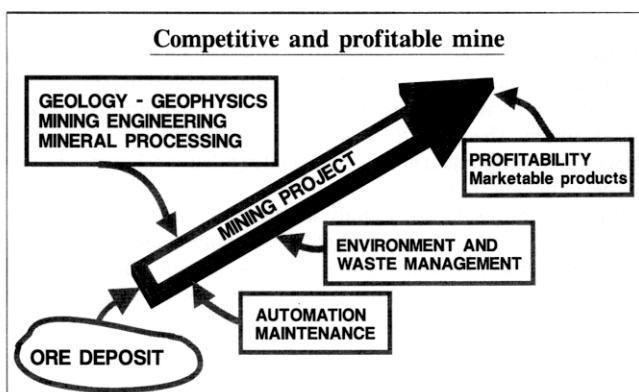 Competitive and profitable mine
GEOLOGY - GEOPHYSICS
MINING ENGINEERING
MINERAL PROCESSING
MINING PROJECT
PROFITABILITY
Marketable products
ENVIRONMENT AND
WASTE MANAGEMENT
AUTOMATION
MAINTENANCE
ORE DEPOSIT